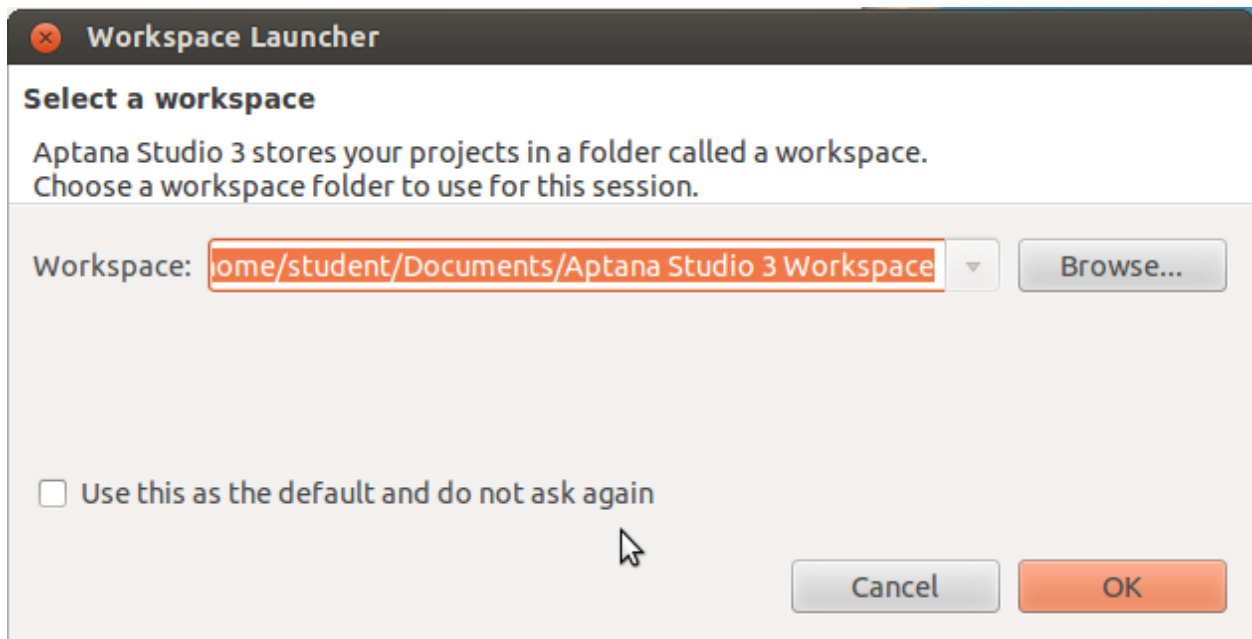 Workspace Launcher
Select a workspace
Aptana Studio 3 stores your projects in a folder called a workspace.
Choose a workspace folder to use for this session.
Workspace: home/student/Documents/Aptana Studio 3 Workspace Browse...
Use this as the default and do not ask again
Cancel OK